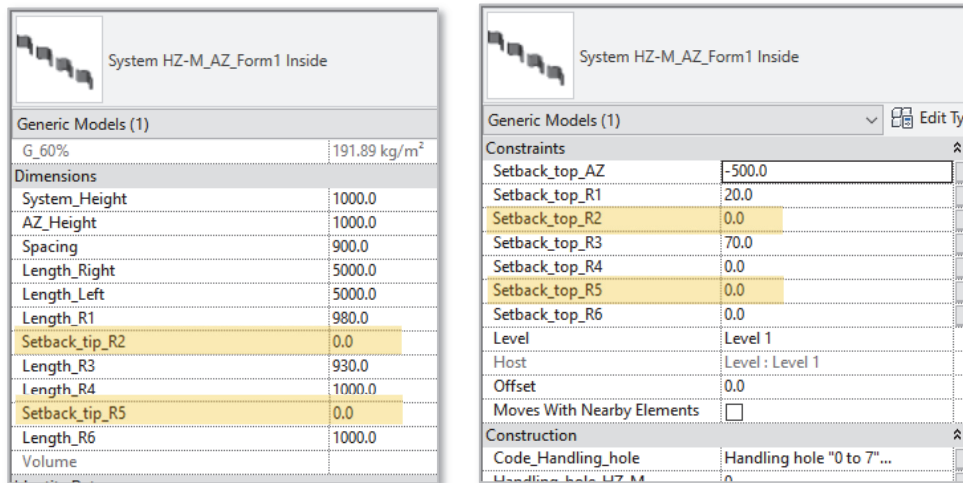 System HZ-M_AZ_Form1 Inside
Generic Models (1)
G_60% 191.89 kg/m²
Dimensions
System_Height 1000.0
AZ_Height 1000.0
Spacing 900.0
Length_Right 5000.0
Length_Left 5000.0
Length_R1 980.0
Setback_tip_R2 0.0
Length_R3 930.0
Length_R4 1000.0
Setback_tip_R5 0.0
Length_R6 1000.0
Volume
System HZ-M_AZ_Form1 Inside
Generic Models (1) Edit Ty
Constraints
Setback_top_AZ -500.0
Setback_top_R1 20.0
Setback_top_R2 0.0
Setback_top_R3 70.0
Setback_top_R4 0.0
Setback_top_R5 0.0
Setback_top_R6 0.0
Level Level 1
Host Level : Level 1
Offset 0.0
Moves With Nearby Elements
Construction
Code_Handling_hole Handling hole "0 to 7"...
Handling_hole_HZ-M 0